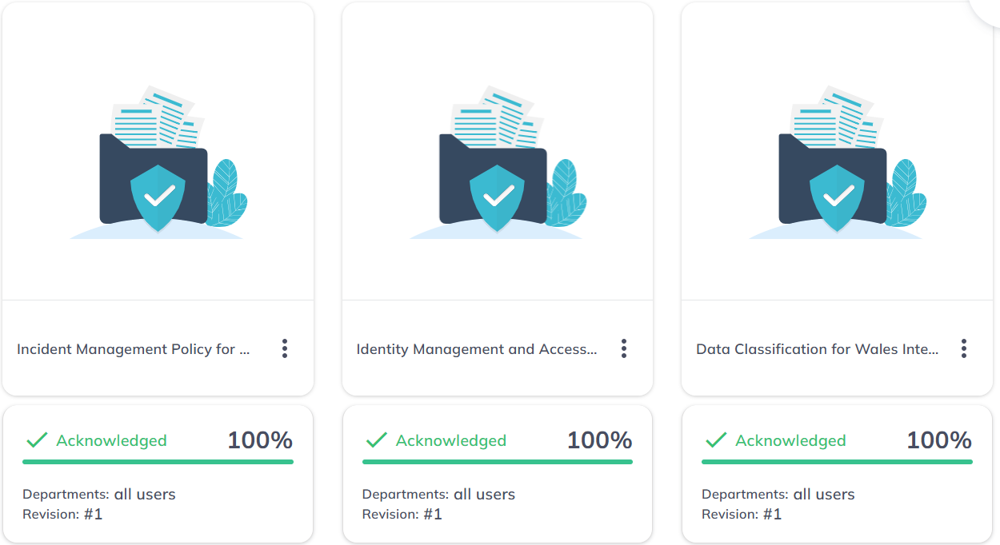 Incident Management Policy for ...
Identity Management and Access...
Data Classification for Wales Inte...
Acknowledged 100%
Departments: all users
Revision: #1
Acknowledged 100%
Departments: all users
Revision: #1
Acknowledged 100%
Departments: all users
Revision: #1